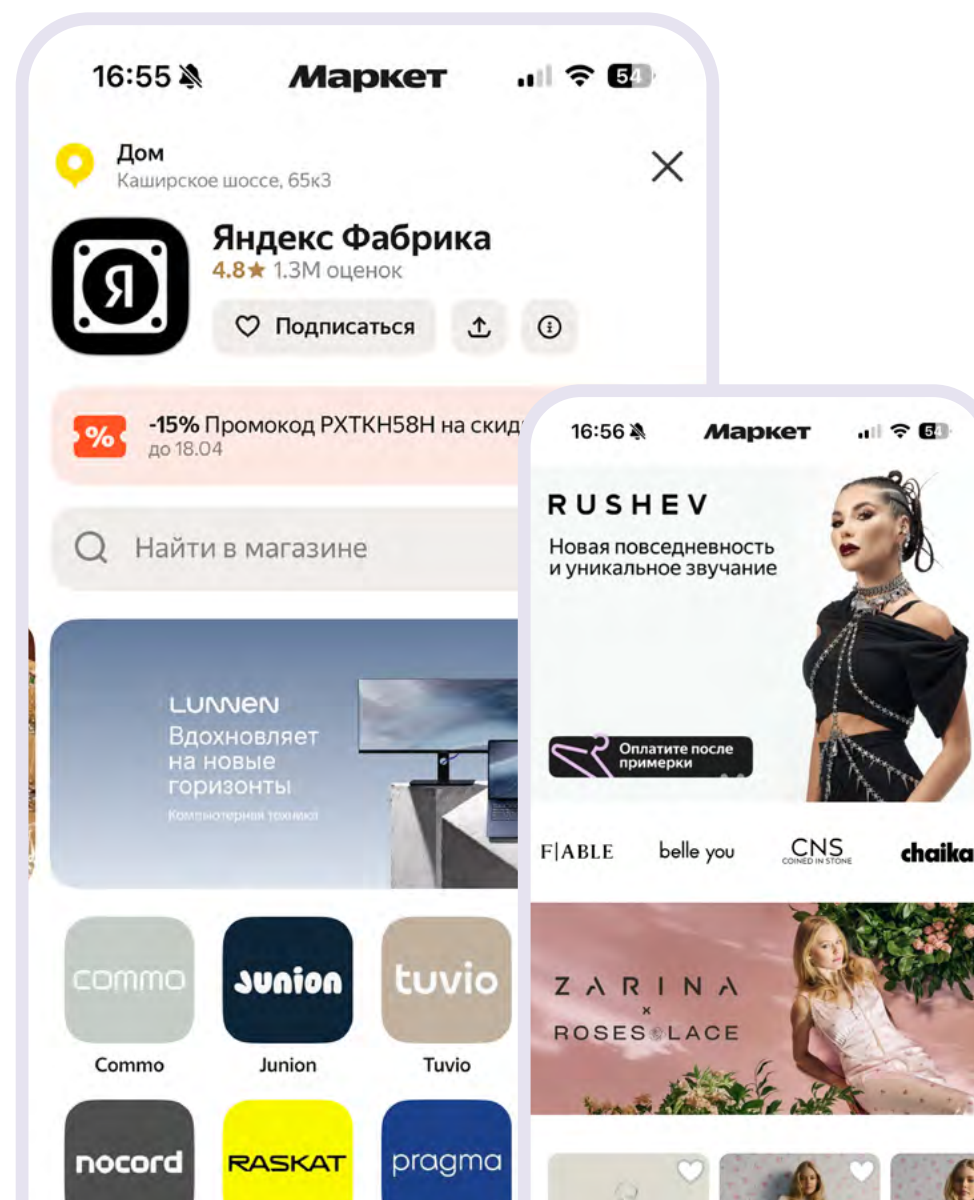 16:55
Маркет
54
Дом
Каширское шоссе, 65к3
Яндекс Фабрика
Я
4.8★ 1.3М оценок
Подписаться
-15% Промокод PXTKH58H на скид
до 18.04
%
Найти в магазине
LUNNEN
Вдохновляет
на новые
горизонты
Компьютерная техника
commo
Junion
tuvio
Commo
Junion
Tuvio
nocord
RASKAT
pragma
16:56
Маркет
54
RUSHEV
Новая повседневность
и уникальное звучание
Оплатите после
примерки
F|ABLE
belle you
CNS
COINED IN STONE
chaika
ZARINA
×
ROSES&LACE